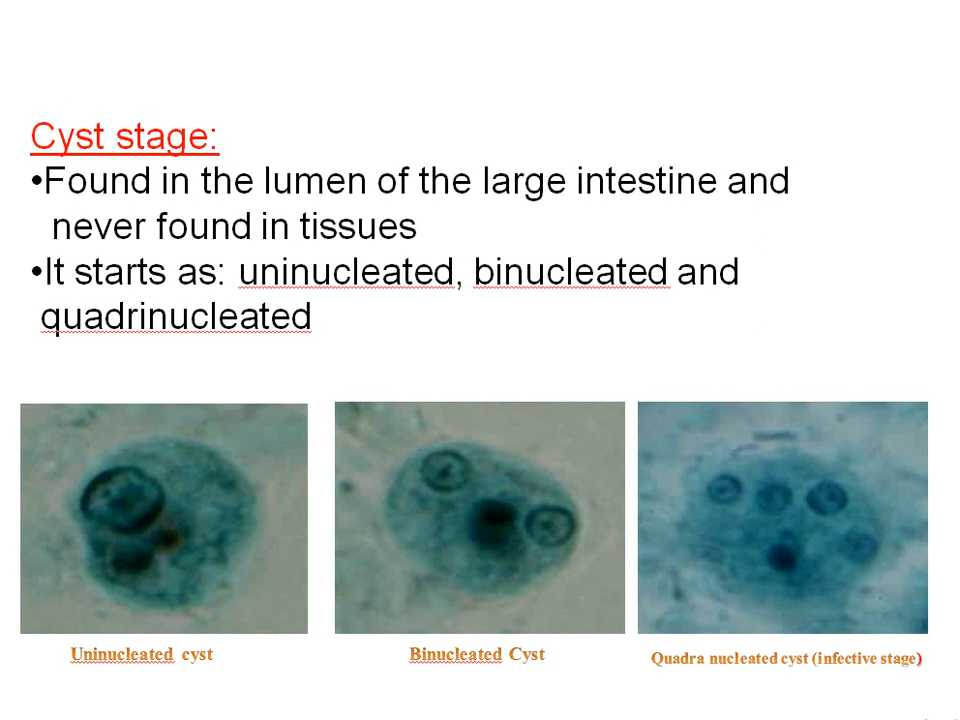 Cyst stage:
•Found in the lumen of the large intestine and
never found in tissues
•It starts as: uninucleated, binucleated and
quadrinucleated
Uninucleated cyst
Binucleated Cyst
Quadra nucleated cyst (infective stage)